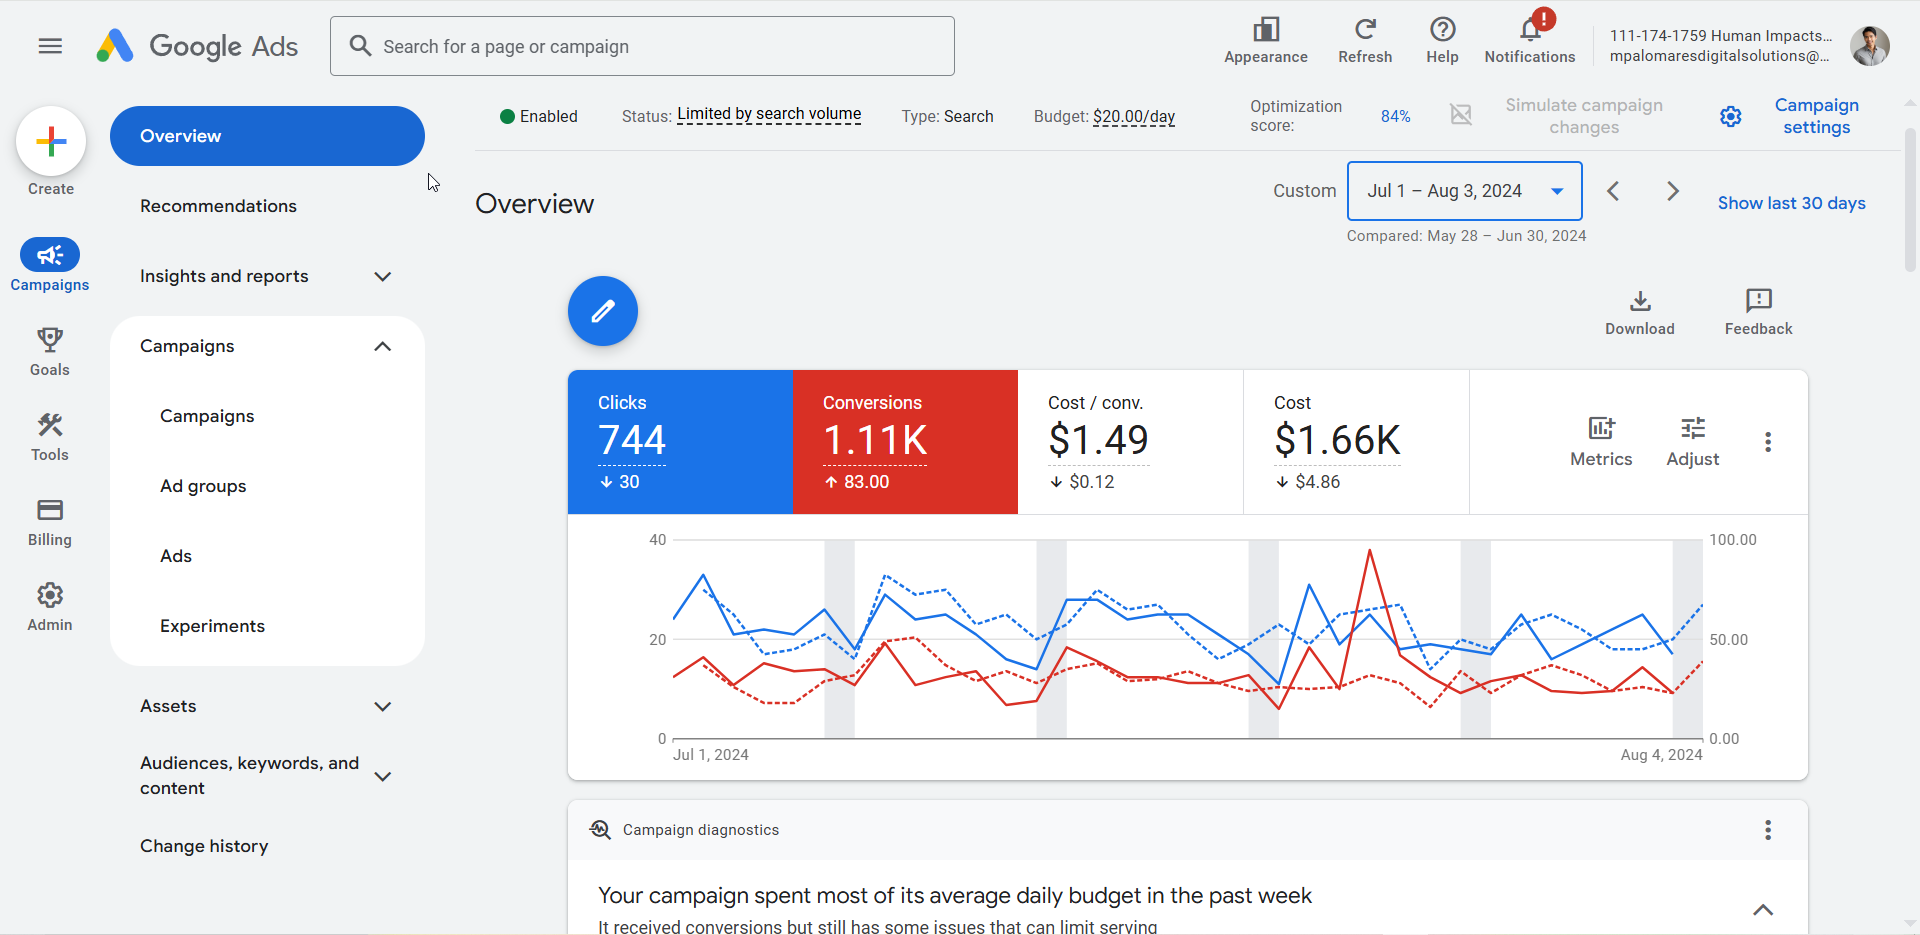 Google Ads
Search for a page or campaign
Appearance
Refresh
Help
!
Notifications
111-174-1759 Human Impacts...
mpalomaresdigitalsolutions@...
Create
Campaigns
Goals
Tools
Billing
Admin
Overview
Recommendations
Insights and reports
Campaigns
Campaigns
Ad groups
Ads
Experiments
Assets
Audiences, keywords, and
content
Change history
Enabled
Status: Limited by search volume
Type: Search
Budget: $20.00/day
Optimization
score:
84%
Simulate campaign
changes
Campaign
settings
Overview
Custom
Jul 1 – Aug 3, 2024
Compared: May 28 – Jun 30, 2024
Show last 30 days
Download
Feedback
Clicks
744
↓ 30
Conversions
1.11K
↑ 83.00
Cost / conv.
$1.49
↓ $0.12
Cost
$1.66K
↓ $4.86
Metrics
Adjust
40
20
0
100.00
50.00
0.00
Jul 1, 2024
Aug 4, 2024
Campaign diagnostics
Your campaign spent most of its average daily budget in the past week
It received conversions but still has some issues that can limit serving